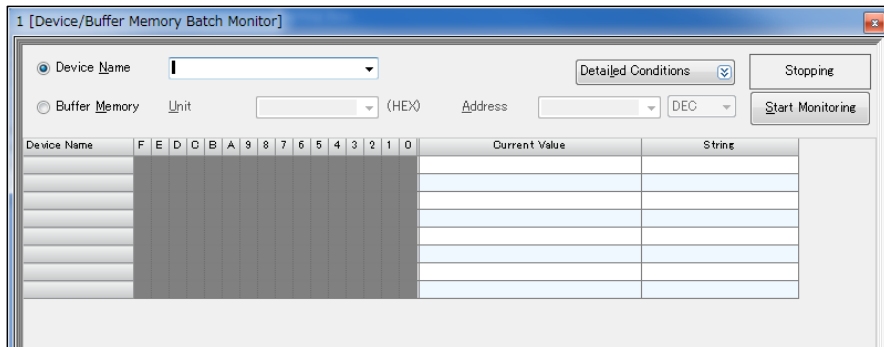 1 [Device/Buffer Memory Batch Monitor]
Device Name Detailed Conditions Stopping
Buffer Memory Unit (HEX) Address DEC Start Monitoring
Device Name F E D C B A 9 8 7 6 5 4 3 2 1 0 Current Value String